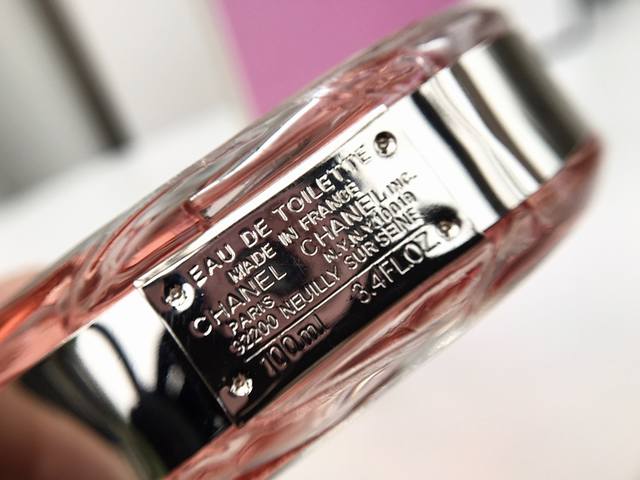 EAU DE TOILETTE
MADE IN FRANCE
CHANEL CHANEL, INC.
PARIS N.Y.N.Y.10019
92200 NEUILLY SUR SEINE
100ml 3.4FL.OZ